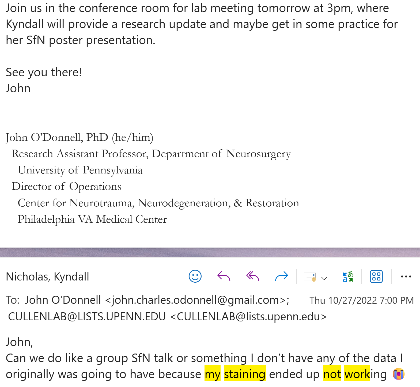 Join us in the conference room for lab meeting tomorrow at 3pm, where
Kyndall will provide a research update and maybe get in some practice for
her SfN poster presentation.
See you there!
John
John O'Donnell, PhD (he/him)
Research Assistant Professor, Department of Neurosurgery
University of Pennsylvania
Director of Operations
Center for Neurotrauma, Neurodegeneration, & Restoration
Philadelphia VA Medical Center
Nicholas, Kyndall
To: John O'Donnell <john.charles.odonnell@gmail.com>; Thu 10/27/2022 7:00 PM
CULLENLAB@LISTS.UPENN.EDU <CULLENLAB@lists.upenn.edu>
John,
Can we do like a group SfN talk or something I don't have any of the data I
originally was going to have because my staining ended up not working